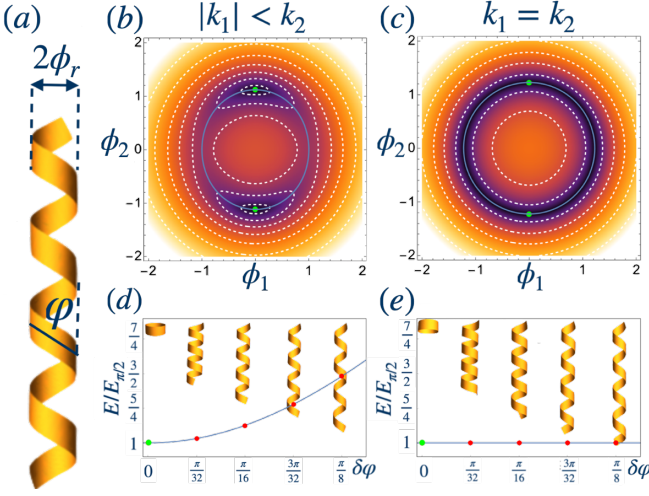 (a)
2ϕᵣ
φ
(b)
|k₁| < k₂
2
1
ϕ₂ 0
−1
−2
−2 −1 0 1 2
ϕ₁
(c)
k₁ = k₂
2
1
ϕ₂ 0
−1
−2
−2 −1 0 1 2
ϕ₁
(d)
E/E_π/2
7/4
3/2
5/4
1
0 π/32 π/16 3π/32 π/8 δφ
(e)
7/4
3/2
5/4
1
0 π/32 π/16 3π/32 π/8 δφ